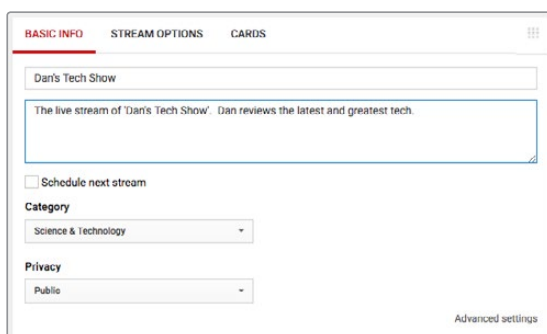 BASIC INFO STREAM OPTIONS CARDS
Dan's Tech Show
The live stream of 'Dan's Tech Show'. Dan reviews the latest and greatest tech.
Schedule next stream
Category
Science & Technology
Privacy
Public
Advanced settings